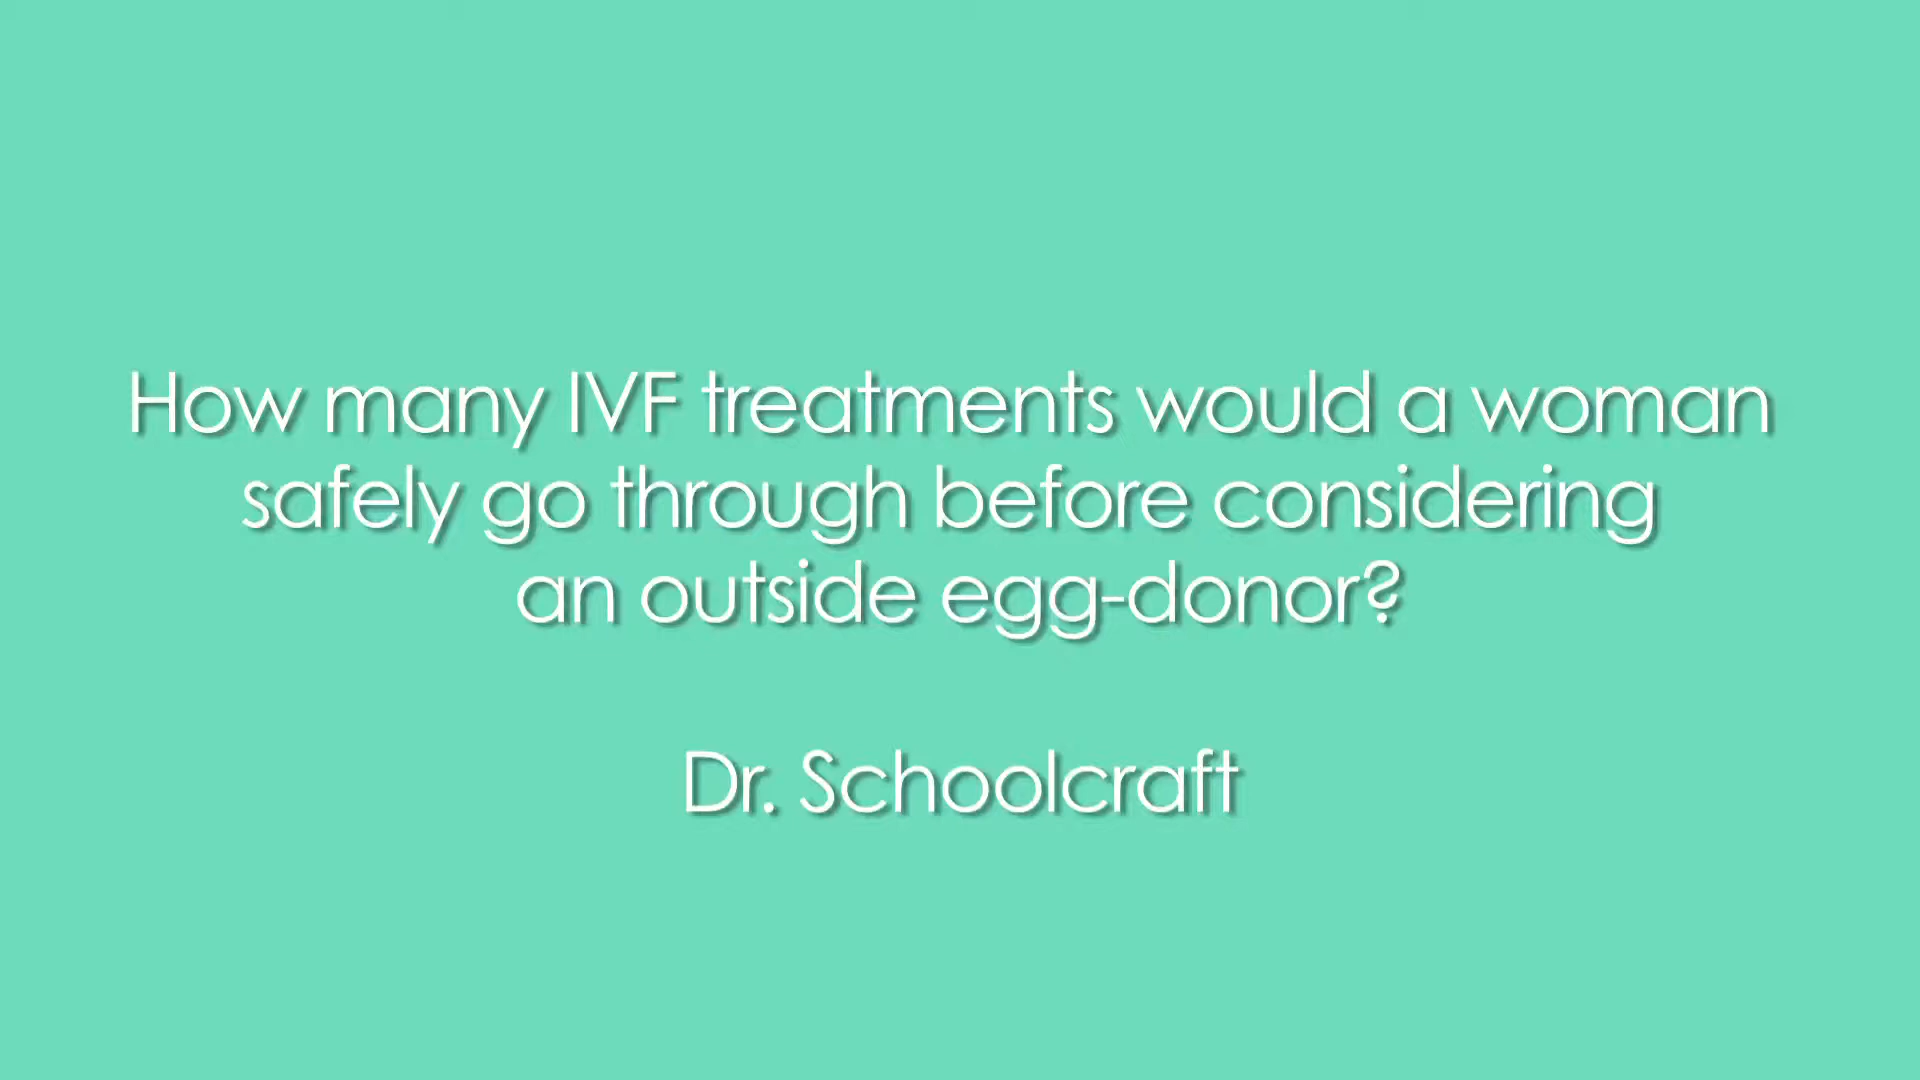 How many IVF treatments would a woman
safely go through before considering
an outside egg-donor?
Dr. Schoolcraft